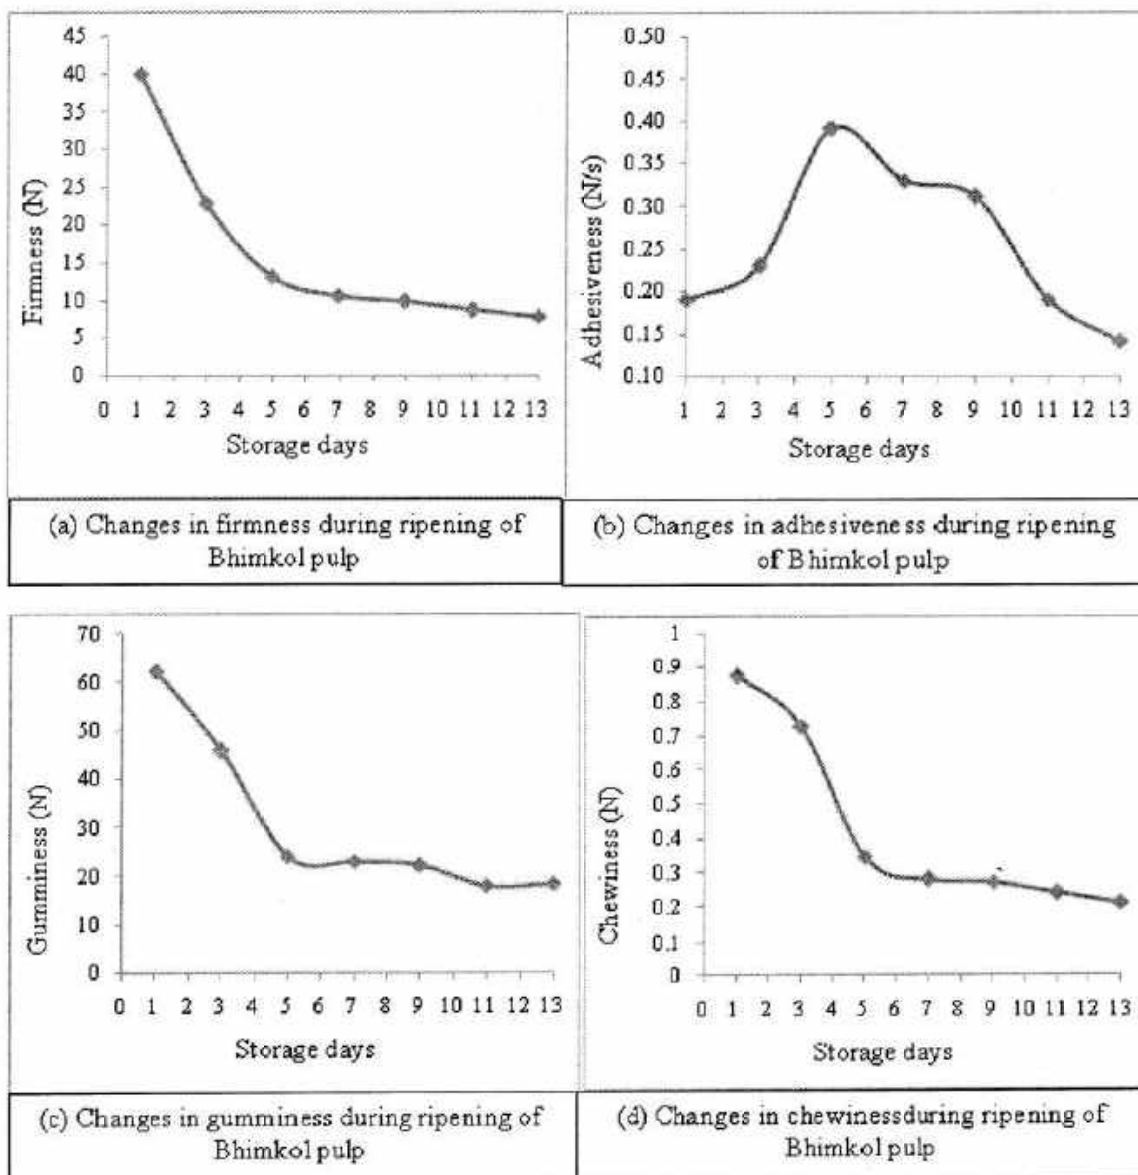 45
40
35
30
25
20
15
10
5
0
Firmness (N)
0 1 2 3 4 5 6 7 8 9 10 11 12 13
Storage days
(a) Changes in firmness during ripening of
Bhimkol pulp
0.50
0.45
0.40
0.35
0.30
0.25
0.20
0.15
0.10
Adhesiveness (N/s)
1 2 3 4 5 6 7 8 9 10 11 12 13
Storage days
(b) Changes in adhesiveness during ripening
of Bhimkol pulp
70
60
50
40
30
20
10
0
Gumminess (N)
0 1 2 3 4 5 6 7 8 9 10 11 12 13
Storage days
(c) Changes in gumminess during ripening of
Bhimkol pulp
1
0.9
0.8
0.7
0.6
0.5
0.4
0.3
0.2
0.1
0
Chewiness (N)
0 1 2 3 4 5 6 7 8 9 10 11 12 13
Storage days
(d) Changes in chewinessduring ripening of
Bhimkol pulp